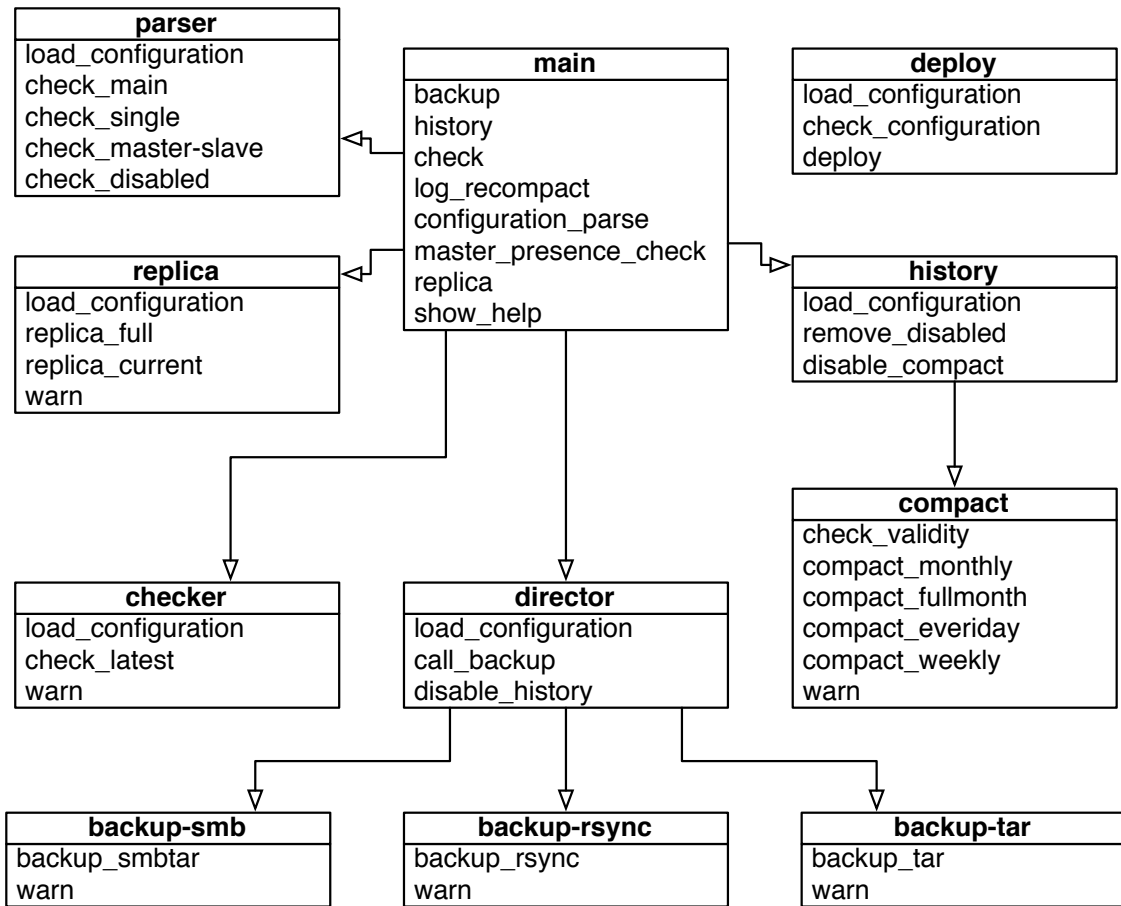 parser
load_configuration
check_main
check_single
check_master-slave
check_disabled
main
backup
history
check
log_recompact
configuration_parse
master_presence_check
replica
show_help
deploy
load_configuration
check_configuration
deploy
replica
load_configuration
replica_full
replica_current
warn
history
load_configuration
remove_disabled
disable_compact
compact
check_validity
compact_monthly
compact_fullmonth
compact_everiday
compact_weekly
warn
checker
load_configuration
check_latest
warn
director
load_configuration
call_backup
disable_history
backup-smb
backup_smbtar
warn
backup-rsync
backup_rsync
warn
backup-tar
backup_tar
warn